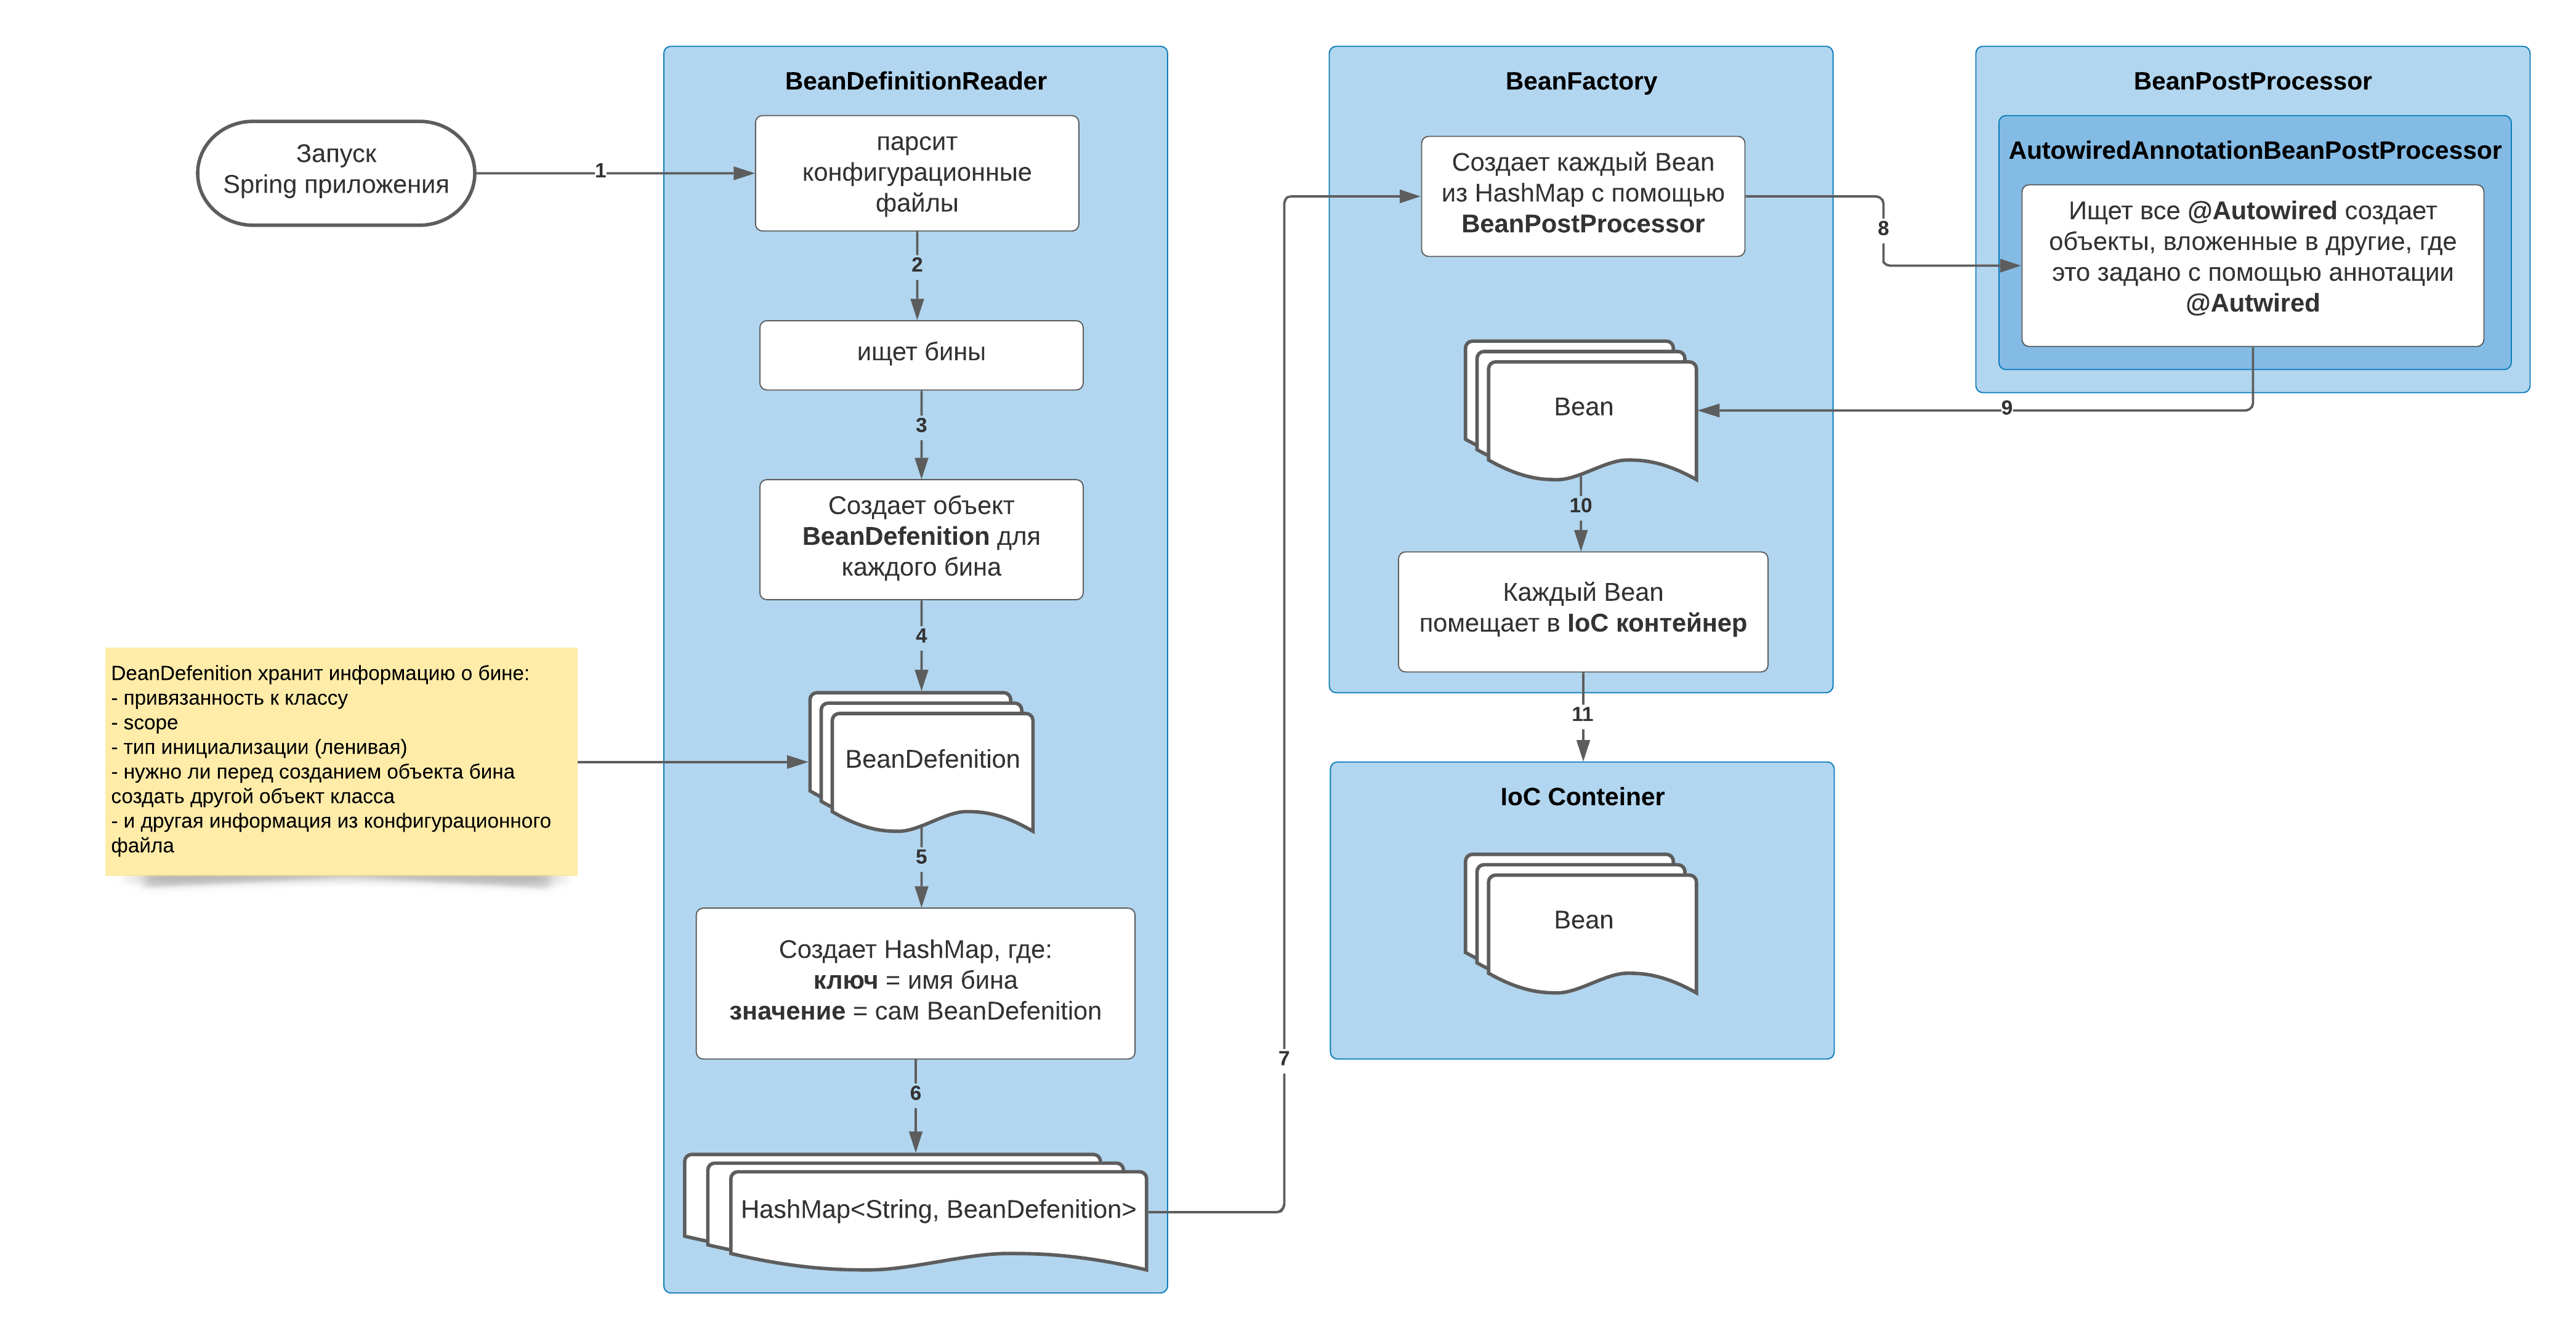 Запуск
Spring приложения
1
BeanDefinitionReader
парсит
конфигурационные
файлы
2
ищет бины
3
Создает объект
BeanDefenition для
каждого бина
4
DeanDefenition хранит информацию о бине:
- привязанность к классу
- scope
- тип инициализации (ленивая)
- нужно ли перед созданием объекта бина
создать другой объект класса
- и другая информация из конфигурационного
файла
BeanDefenition
5
Создает HashMap, где:
ключ = имя бина
значение = сам BeanDefenition
6
HashMap<String, BeanDefenition>
7
BeanFactory
Создает каждый Bean
из HashMap с помощью
BeanPostProcessor
8
BeanPostProcessor
AutowiredAnnotationBeanPostProcessor
Ищет все @Autowired создает
объекты, вложенные в другие, где
это задано с помощью аннотации
@Autwired
9
Bean
10
Каждый Bean
помещает в IoC контейнер
11
IoC Conteiner
Bean